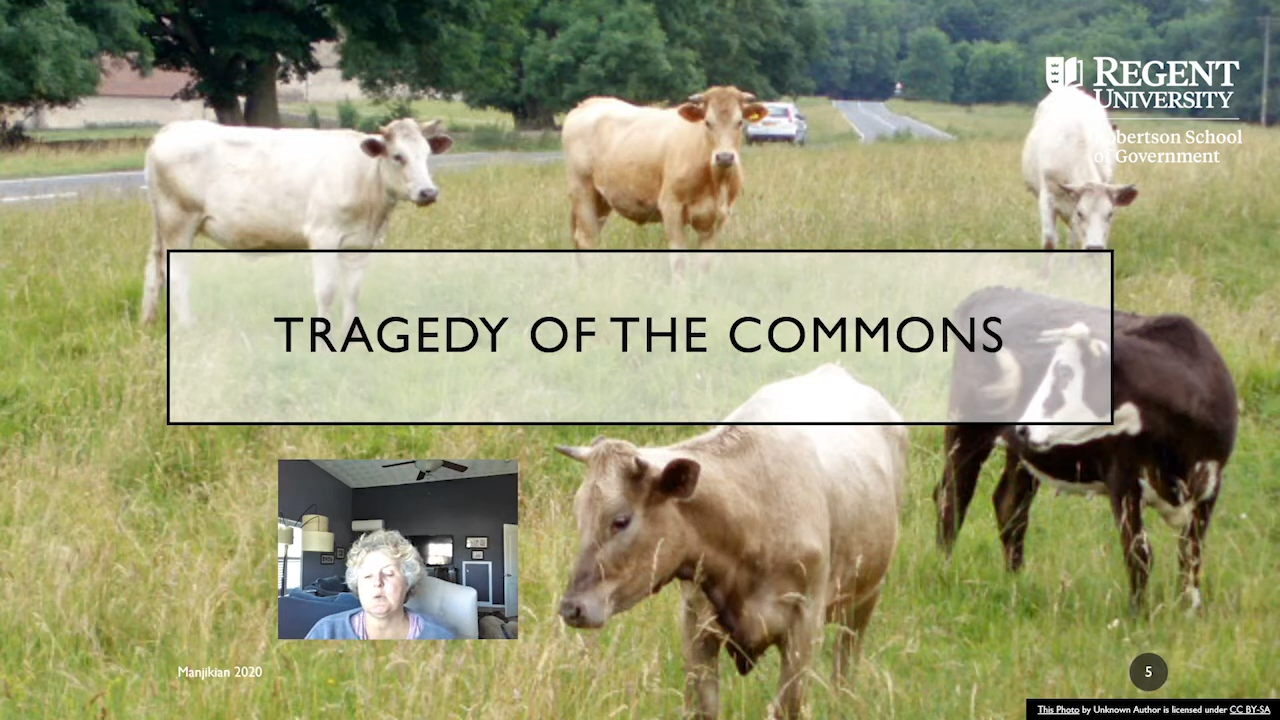 REGENT
UNIVERSITY
Robertson School
of Government
TRAGEDY OF THE COMMONS
Manjikian 2020
5
This Photo by Unknown Author is licensed under CC BY-SA